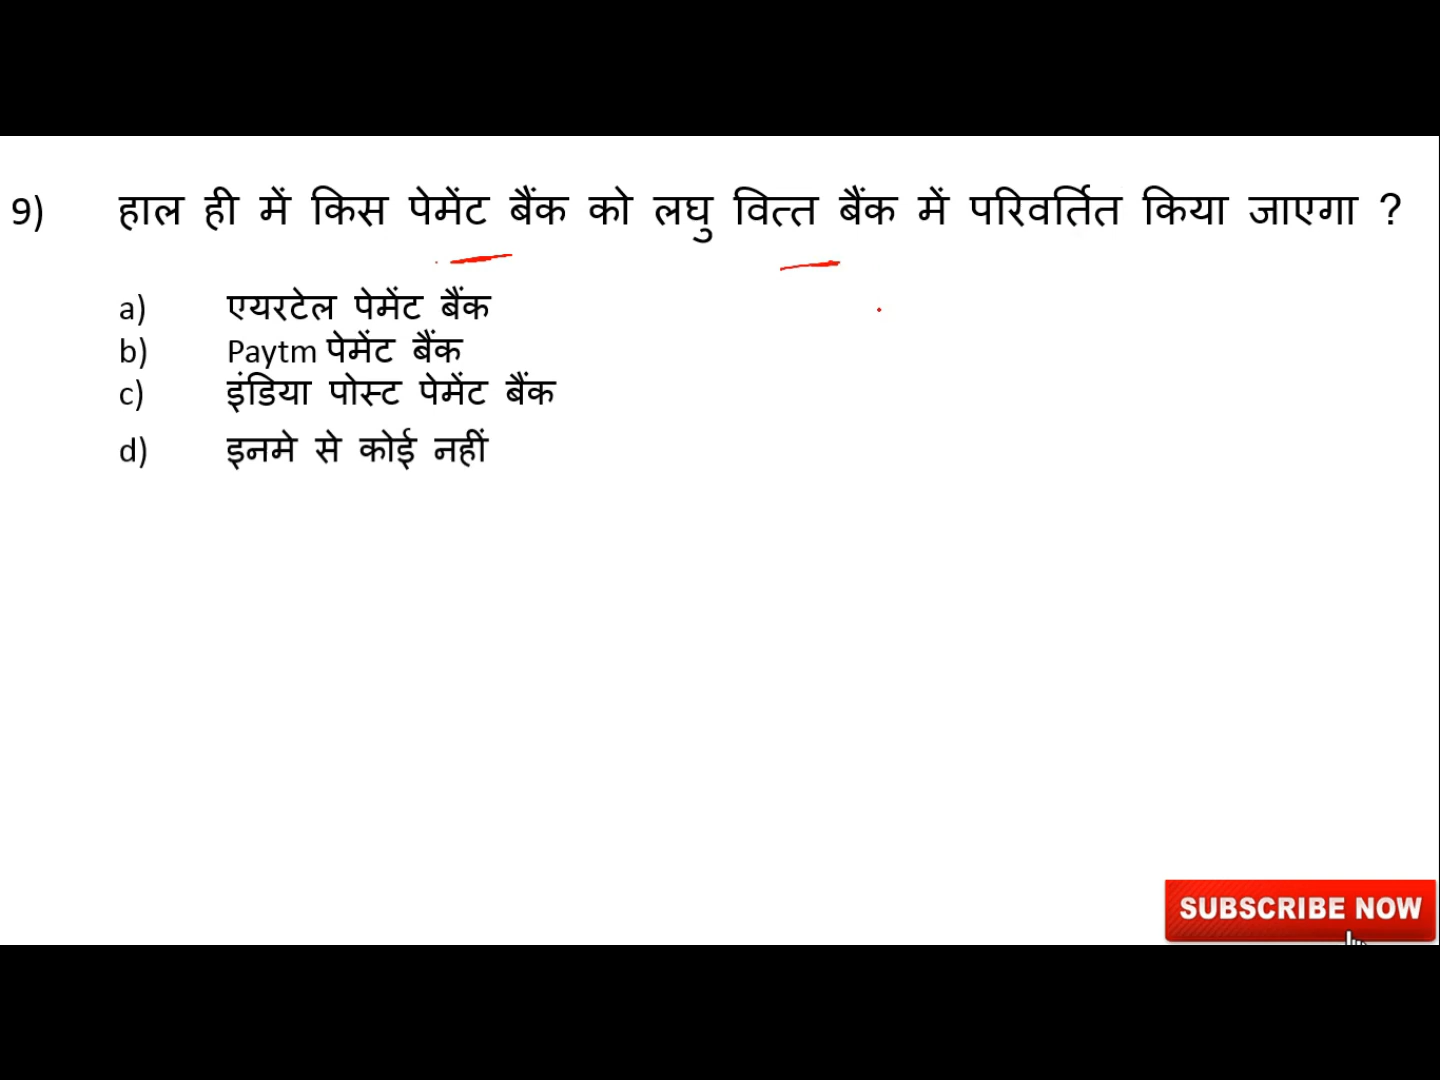 9) हाल ही में किस पेमेंट बैंक को लघु वित्त बैंक में परिवर्तित किया जाएगा ?
a) एयरटेल पेमेंट बैंक
b) Paytm पेमेंट बैंक
c) इंडिया पोस्ट पेमेंट बैंक
d) इनमे से कोई नहीं
SUBSCRIBE NOW